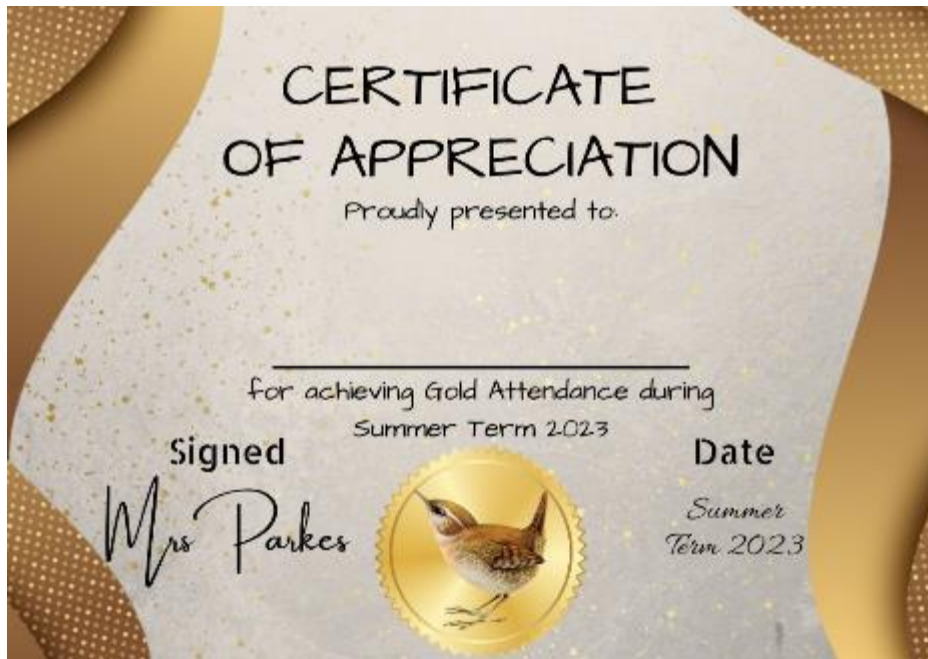 CERTIFICATE
OF APPRECIATION
Proudly presented to:
for achieving Gold Attendance during
Summer Term 2023
Signed
Mrs Parkes
Date
Summer
Term 2023